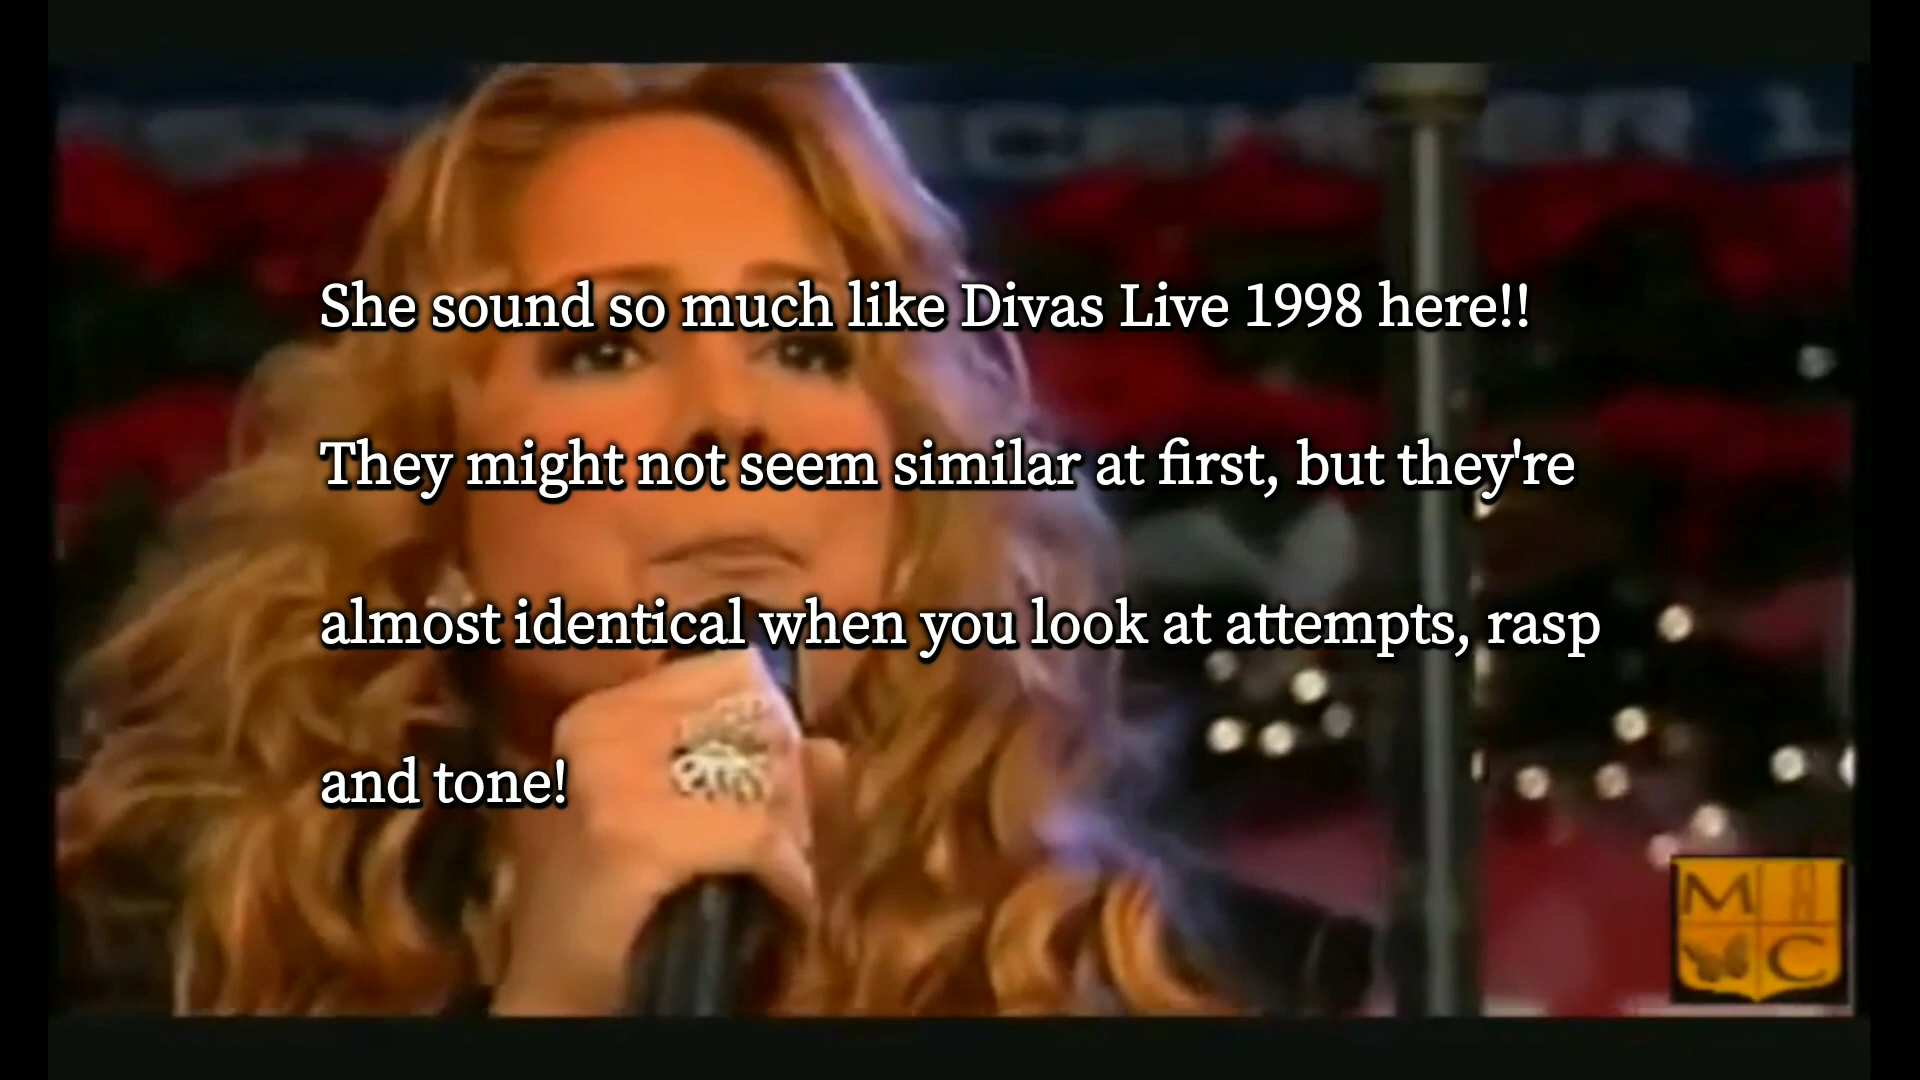 She sound so much like Divas Live 1998 here!!
They might not seem similar at first, but they're
almost identical when you look at attempts, rasp
and tone!
M
C